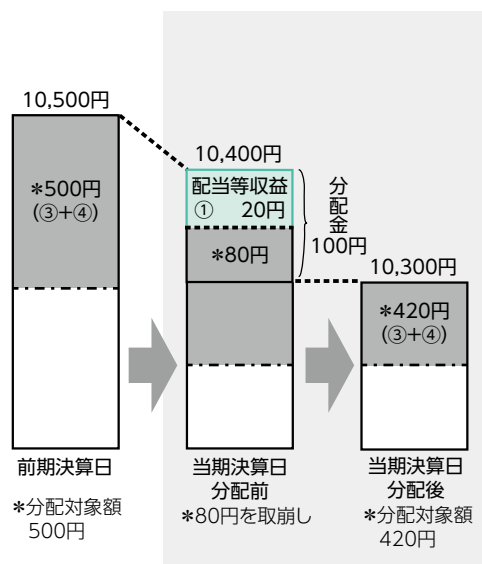 10,500円
*500円
(③+④)
前期決算日
*分配対象額
500円
10,400円
配当等収益
① 20円
*80円
分配金
100円
当期決算日
分配前
*80円を取崩し
10,300円
*420円
(③+④)
当期決算日
分配後
*分配対象額
420円